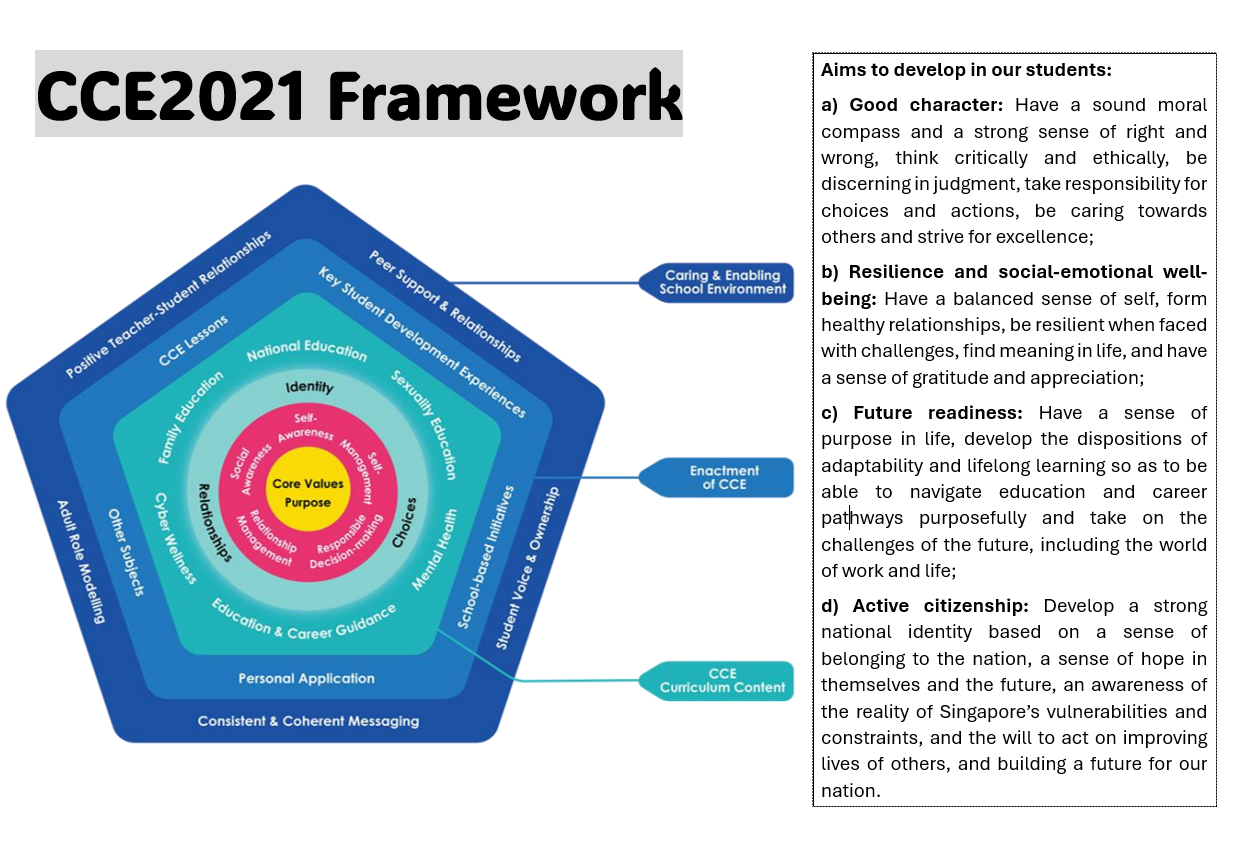 CCE2021 Framework
Positive Teacher-Student Relationships
Peer Support & Relationships
Adult Role Modelling
Student Voice & Ownership
Consistent & Coherent Messaging
CCE Lessons
Key Student Development Experiences
Other Subjects
School-based Initiatives
Personal Application
National Education
Family Education
Sexuality Education
Cyber Wellness
Mental Health
Education & Career Guidance
Identity
Relationships
Choices
Self-
Awareness
Social
Awareness
Self-
Management
Relationship
Management
Responsible
Decision-making
Core Values
Purpose
Caring & Enabling
School Environment
Enactment
of CCE
CCE
Curriculum Content
Aims to develop in our students:
a) Good character: Have a sound moral
compass and a strong sense of right and
wrong, think critically and ethically, be
discerning in judgment, take responsibility for
choices and actions, be caring towards
others and strive for excellence;
b) Resilience and social-emotional well-
being: Have a balanced sense of self, form
healthy relationships, be resilient when faced
with challenges, find meaning in life, and have
a sense of gratitude and appreciation;
c) Future readiness: Have a sense of
purpose in life, develop the dispositions of
adaptability and lifelong learning so as to be
able to navigate education and career
pathways purposefully and take on the
challenges of the future, including the world
of work and life;
d) Active citizenship: Develop a strong
national identity based on a sense of
belonging to the nation, a sense of hope in
themselves and the future, an awareness of
the reality of Singapore’s vulnerabilities and
constraints, and the will to act on improving
lives of others, and building a future for our
nation.